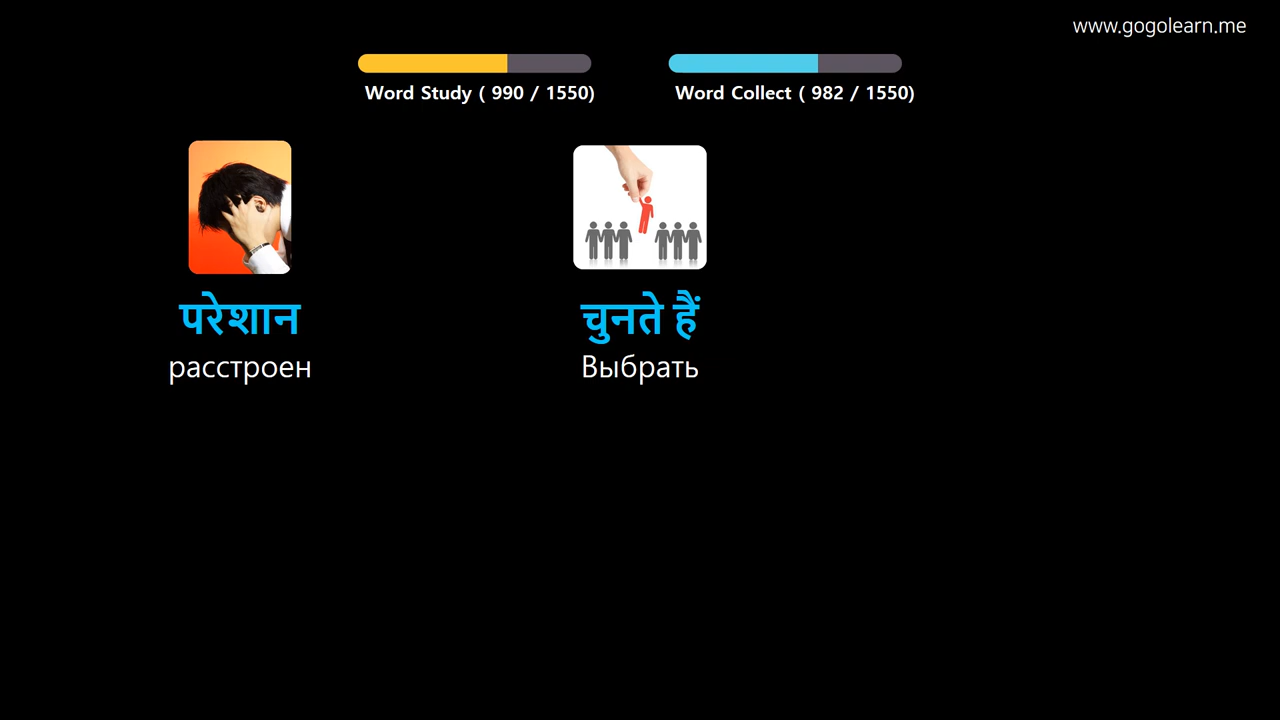 www.gogolearn.me
Word Study ( 990 / 1550)
Word Collect ( 982 / 1550)
परेशान
расстроен
चुनते हैं
Выбрать